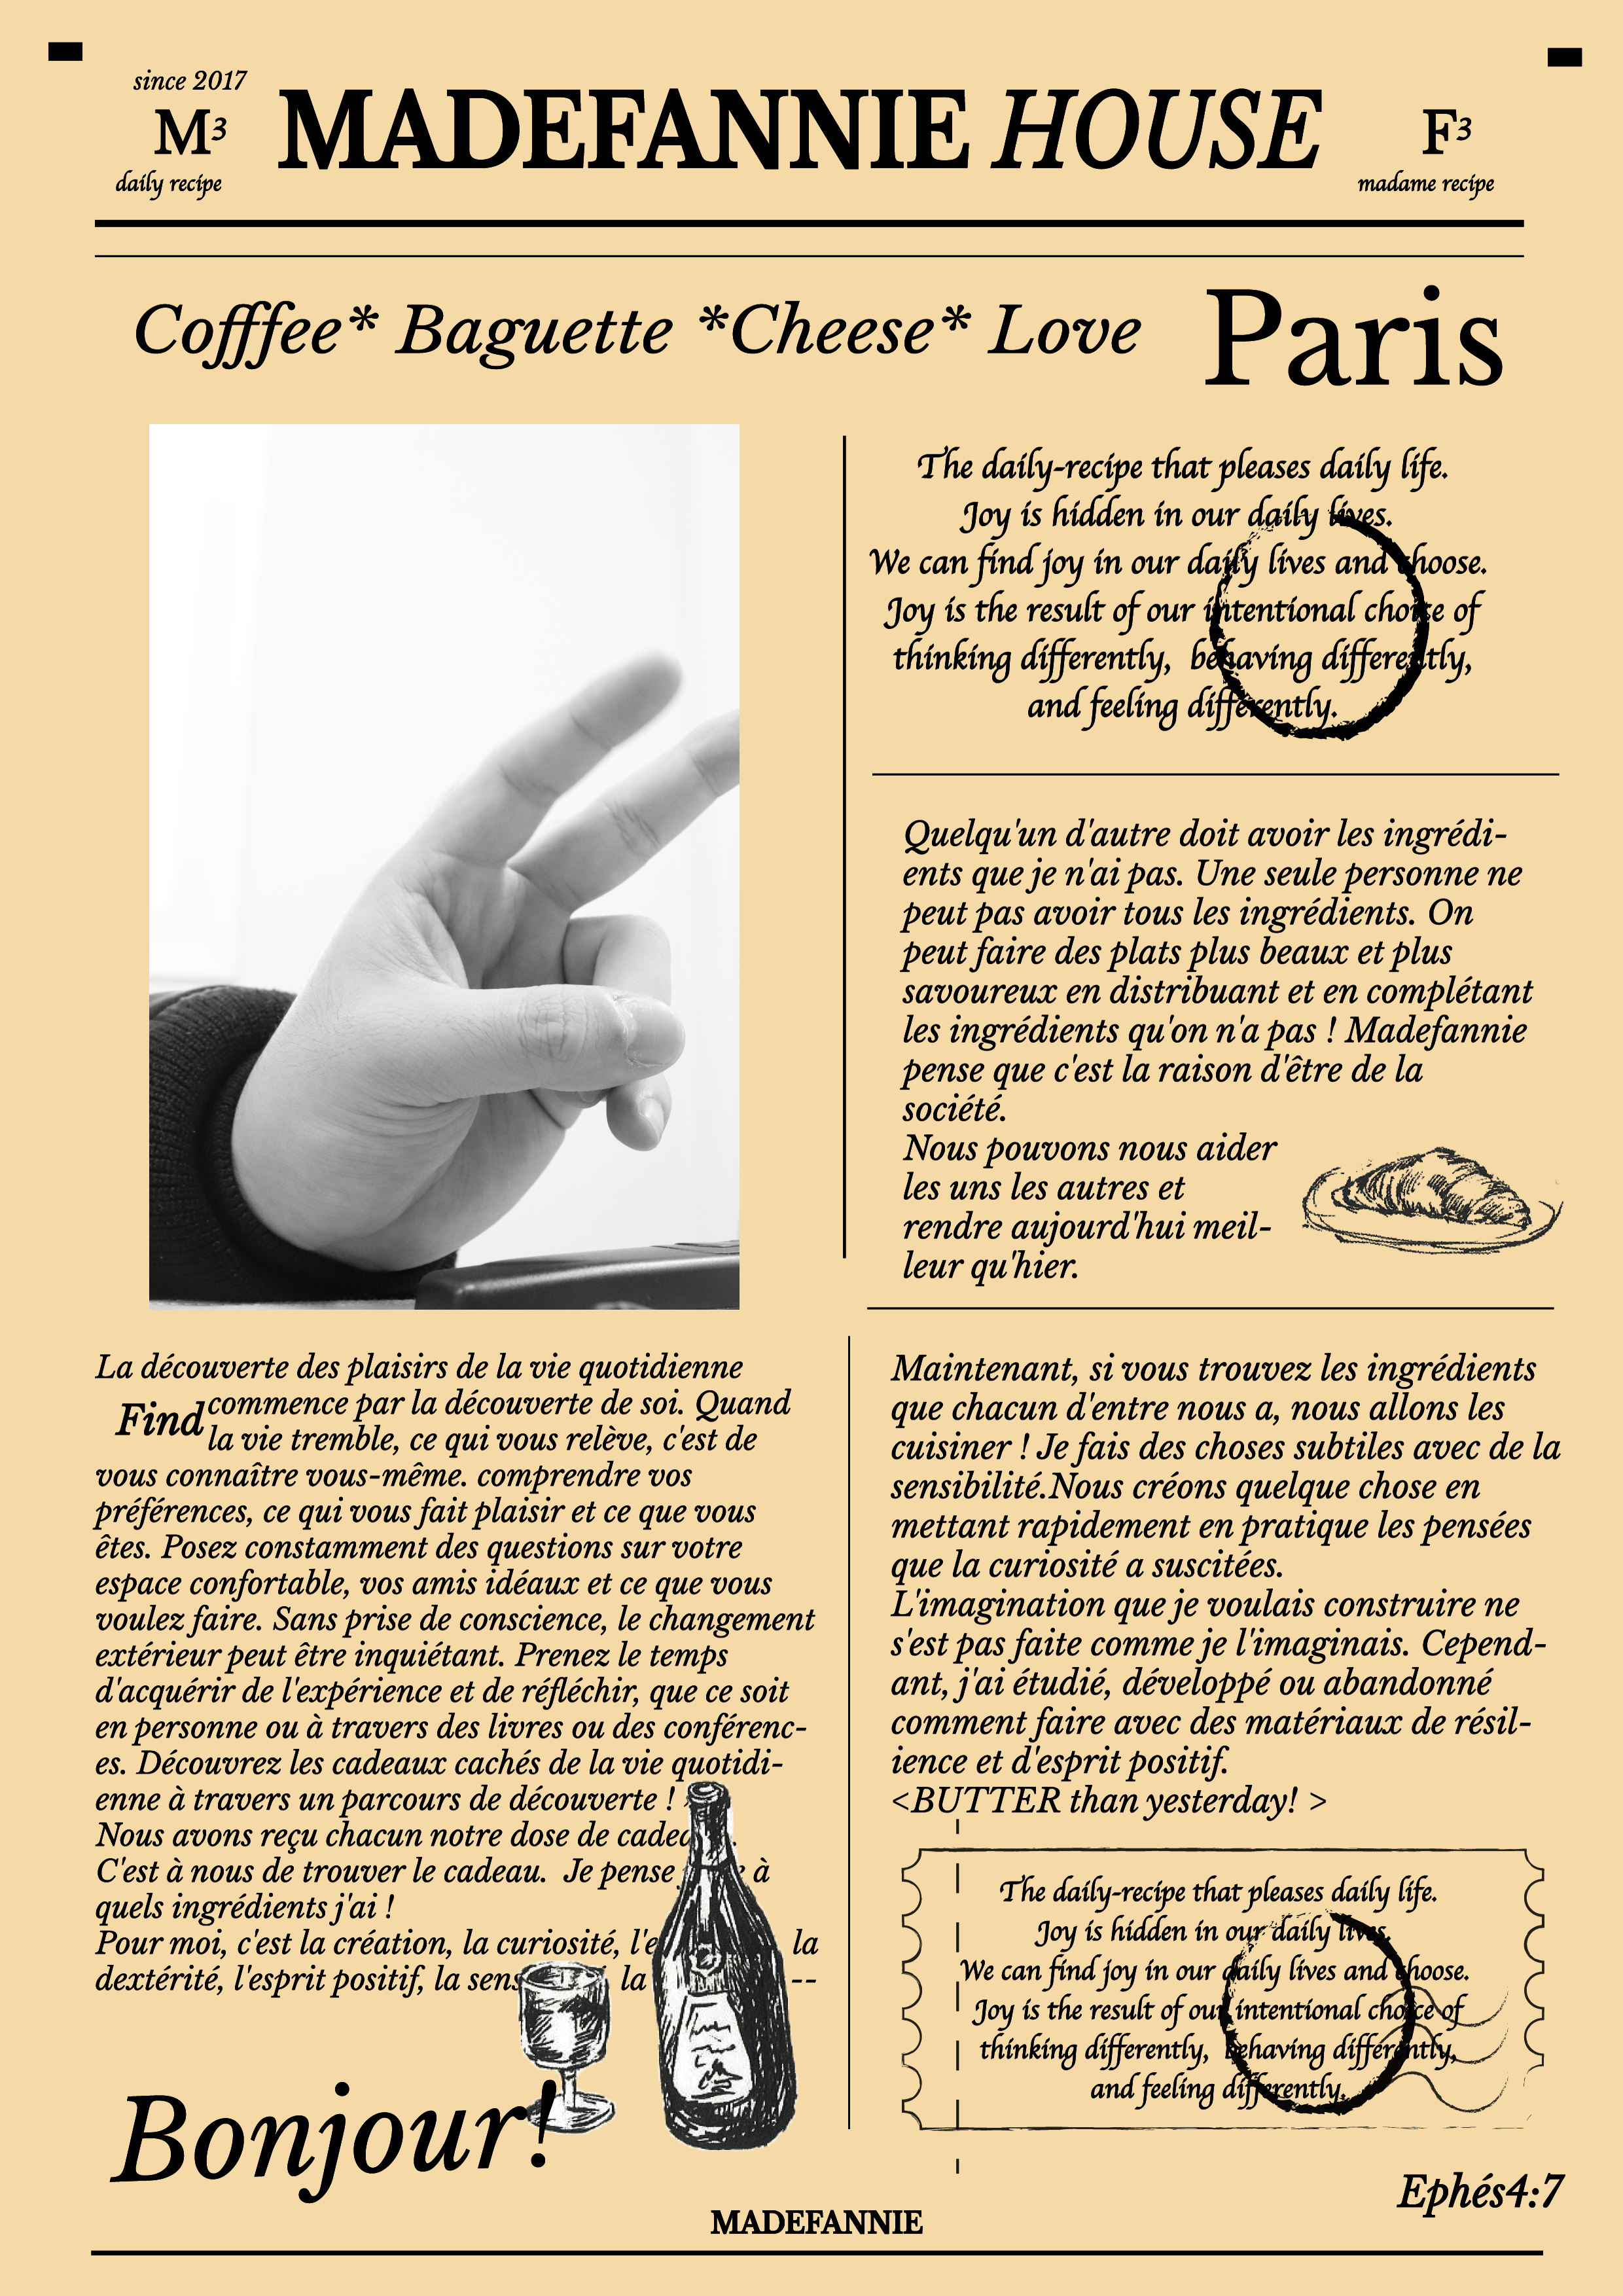 since 2017
M³
daily recipe
MADEFANNIE HOUSE
F³
madame recipe
Cofffee* Baguette *Cheese* Love
Paris
The daily-recipe that pleases daily life.
Joy is hidden in our daily lives.
We can find joy in our daily lives and choose.
Joy is the result of our intentional choice of
thinking differently, behaving differently,
and feeling differently.
Quelqu'un d'autre doit avoir les ingrédi-
ents que je n'ai pas. Une seule personne ne
peut pas avoir tous les ingrédients. On
peut faire des plats plus beaux et plus
savoureux en distribuant et en complétant
les ingrédients qu'on n'a pas ! Madefannie
pense que c'est la raison d'être de la
société.
Nous pouvons nous aider
les uns les autres et
rendre aujourd'hui meil-
leur qu'hier.
La découverte des plaisirs de la vie quotidienne
Find
commence par la découverte de soi. Quand
la vie tremble, ce qui vous relève, c'est de
vous connaître vous-même. comprendre vos
préférences, ce qui vous fait plaisir et ce que vous
êtes. Posez constamment des questions sur votre
espace confortable, vos amis idéaux et ce que vous
voulez faire. Sans prise de conscience, le changement
extérieur peut être inquiétant. Prenez le temps
d'acquérir de l'expérience et de réfléchir, que ce soit
en personne ou à travers des livres ou des conférenc-
es. Découvrez les cadeaux cachés de la vie quotidi-
enne à travers un parcours de découverte !
Nous avons reçu chacun notre dose de
C'est à nous de trouver le cadeau. Je pense à
quels ingrédients j'ai !
Pour moi, c'est la création, la curiosité, la
dextérité, l'esprit positif, la la --
Maintenant, si vous trouvez les ingrédients
que chacun d'entre nous a, nous allons les
cuisiner ! Je fais des choses subtiles avec de la
sensibilité.Nous créons quelque chose en
mettant rapidement en pratique les pensées
que la curiosité a suscitées.
L'imagination que je voulais construire ne
s'est pas faite comme je l'imaginais. Cepend-
ant, j'ai étudié, développé ou abandonné
comment faire avec des matériaux de résil-
ience et d'esprit positif.
<BUTTER than yesterday! >
The daily-recipe that pleases daily life.
Joy is hidden in our daily lives.
We can find joy in our daily lives and choose.
Joy is the result of our intentional choice of
thinking differently, behaving differently,
and feeling differently.
Bonjour!
Ephés4:7
MADEFANNIE